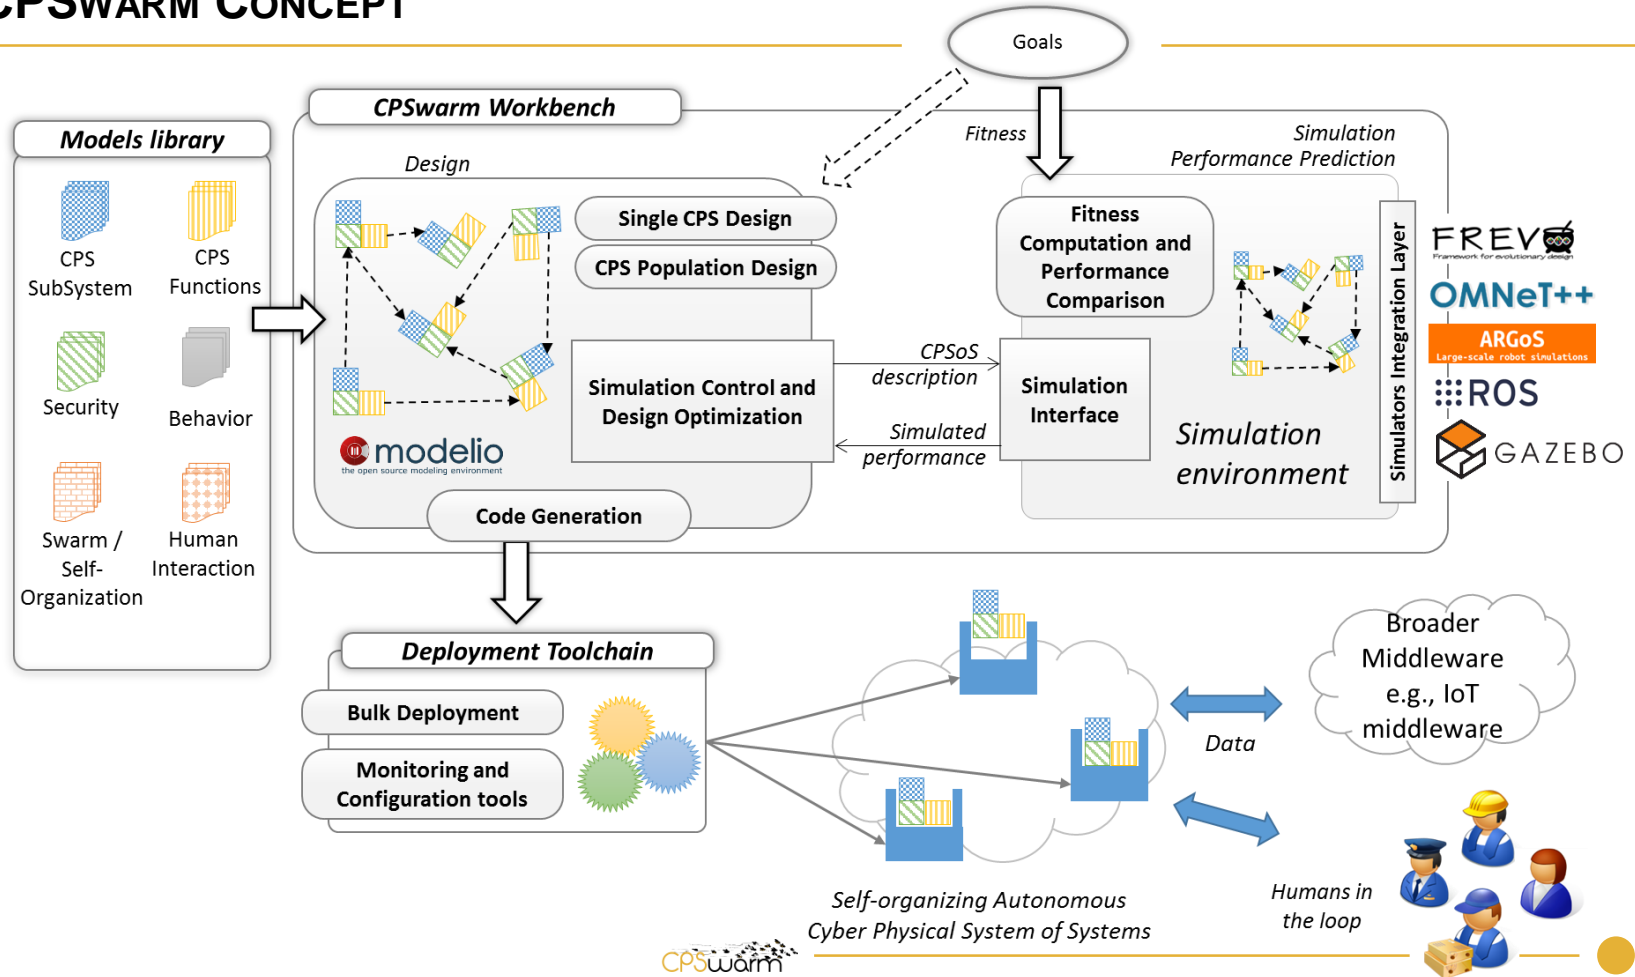 CPSWARM CONCEPT
Goals
CPSwarm Workbench
Models library
Fitness
Simulation
Performance Prediction
Design
CPS
SubSystem
CPS
Functions
Security
Behavior
Swarm /
Self-
Organization
Human
Interaction
Single CPS Design
CPS Population Design
Simulation Control and
Design Optimization
modelio
the open source modeling environment
Code Generation
CPSoS
description
Simulated
performance
Fitness
Computation and
Performance
Comparison
Simulation
Interface
Simulation
environment
Simulators Integration Layer
FREVO
Framework for evolutionary design
OMNeT++
ARGoS
Large-scale robot simulations
ROS
GAZEBO
Deployment Toolchain
Bulk Deployment
Monitoring and
Configuration tools
Broader
Middleware
e.g., IoT
middleware
Data
Self-organizing Autonomous
Cyber Physical System of Systems
Humans in
the loop
CPSwarm